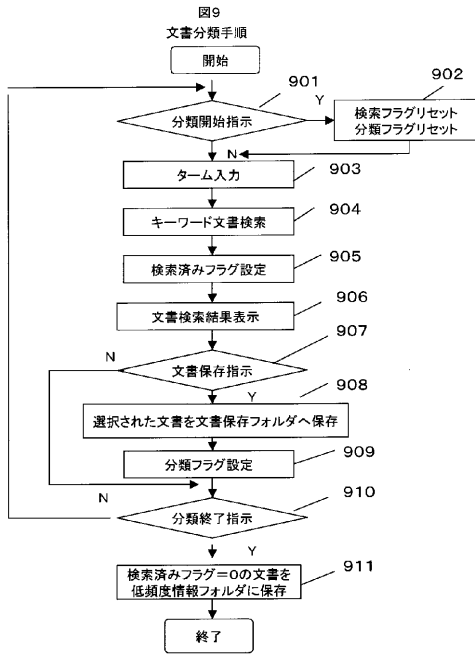 図9
文書分類手順
開始
901
分類開始指示
Y
902
検索フラグリセット
分類フラグリセット
N
ターム入力
903
キーワード文書検索
904
検索済みフラグ設定
905
文書検索結果表示
906
907
N
文書保存指示
Y
908
選択された文書を文書保存フォルダへ保存
分類フラグ設定
909
N
910
分類終了指示
Y
911
検索済みフラグ=0の文書を
低頻度情報フォルダに保存
終了